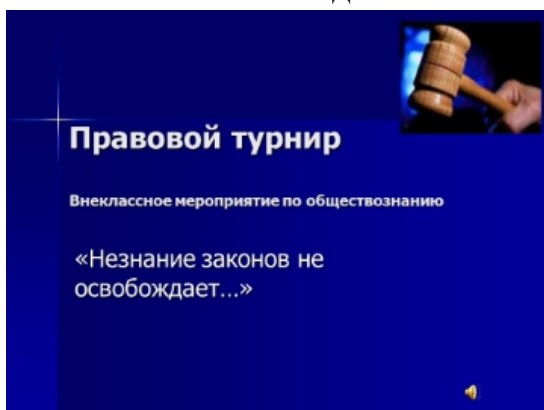 Правовой турнир
Внеклассное мероприятие по обществознанию
«Незнание законов не
освобождает...»